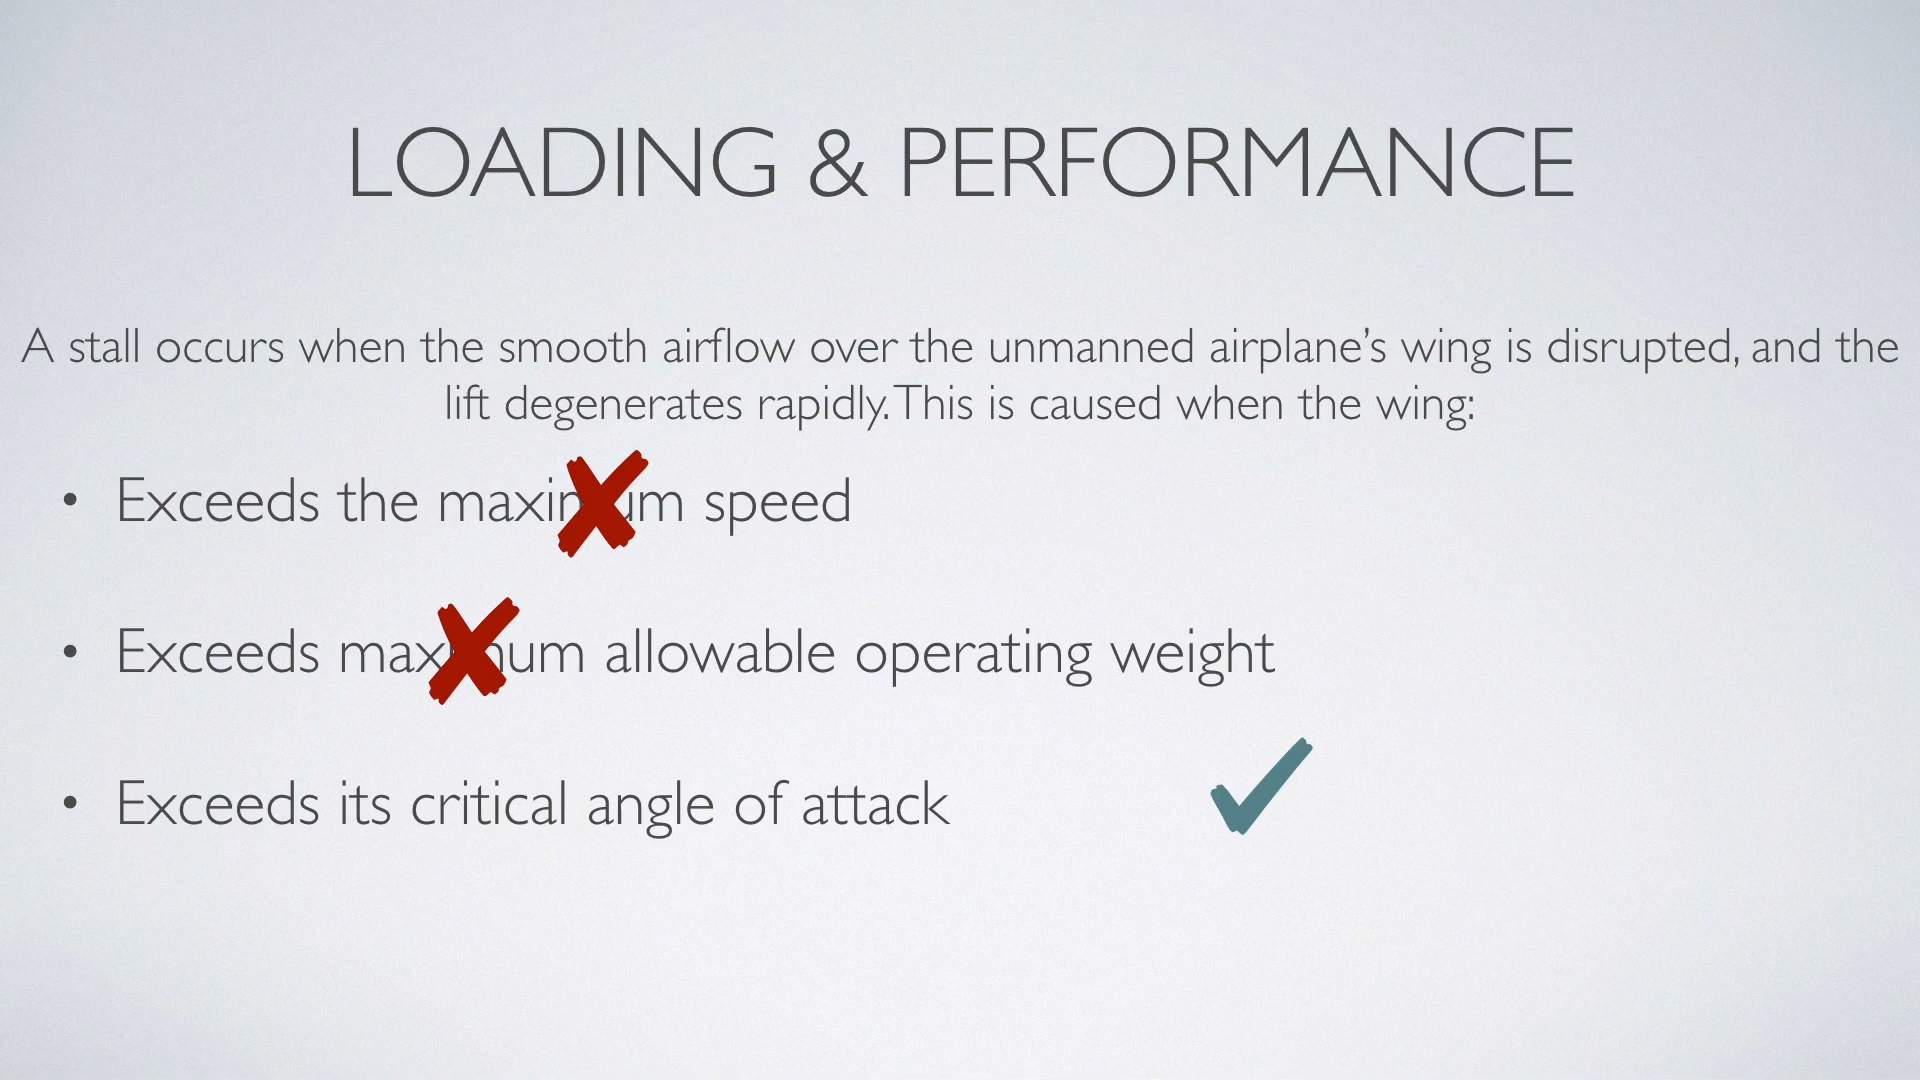 LOADING & PERFORMANCE
A stall occurs when the smooth airflow over the unmanned airplane’s wing is disrupted, and the
lift degenerates rapidly. This is caused when the wing:
• Exceeds the maximum speed
• Exceeds maximum allowable operating weight
• Exceeds its critical angle of attack